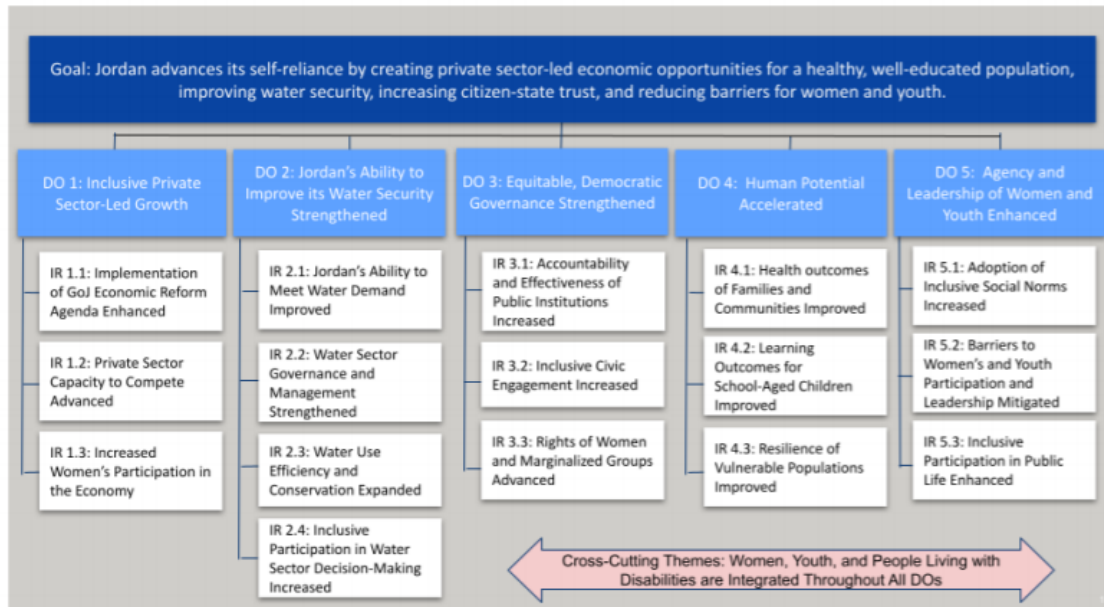 Goal: Jordan advances its self-reliance by creating private sector-led economic opportunities for a healthy, well-educated population,
improving water security, increasing citizen-state trust, and reducing barriers for women and youth.
DO 1: Inclusive Private
Sector-Led Growth
IR 1.1: Implementation
of GoJ Economic Reform
Agenda Enhanced
IR 1.2: Private Sector
Capacity to Compete
Advanced
IR 1.3: Increased
Women's Participation in
the Economy
DO 2: Jordan's Ability to
Improve its Water Security
Strengthened
IR 2.1: Jordan's Ability to
Meet Water Demand
Improved
IR 2.2: Water Sector
Governance and
Management
Strengthened
IR 2.3: Water Use
Efficiency and
Conservation Expanded
IR 2.4: Inclusive
Participation in Water
Sector Decision-Making
Increased
DO 3: Equitable, Democratic
Governance Strengthened
IR 3.1: Accountability
and Effectiveness of
Public Institutions
Increased
IR 3.2: Inclusive Civic
Engagement Increased
IR 3.3: Rights of Women
and Marginalized Groups
Advanced
DO 4: Human Potential
Accelerated
IR 4.1: Health outcomes
of Families and
Communities Improved
IR 4.2: Learning
Outcomes for
School-Aged Children
Improved
IR 4.3: Resilience of
Vulnerable Populations
Improved
DO 5: Agency and
Leadership of Women and
Youth Enhanced
IR 5.1: Adoption of
Inclusive Social Norms
Increased
IR 5.2: Barriers to
Women's and Youth
Participation and
Leadership Mitigated
IR 5.3: Inclusive
Participation in Public
Life Enhanced
Cross-Cutting Themes: Women, Youth, and People Living with
Disabilities are Integrated Throughout All DOs